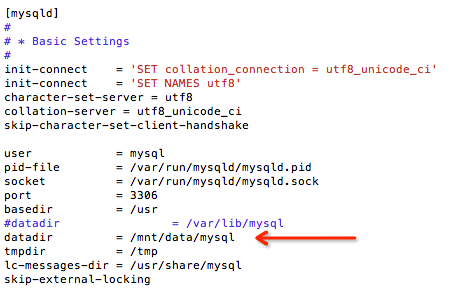 [mysqld]
#
# * Basic Settings
#
init-connect    = 'SET collation_connection = utf8_unicode_ci'
init-connect    = 'SET NAMES utf8'
character-set-server = utf8
collation-server = utf8_unicode_ci
skip-character-set-client-handshake

user            = mysql
pid-file        = /var/run/mysqld/mysqld.pid
socket          = /var/run/mysqld/mysqld.sock
port            = 3306
basedir         = /usr
#datadir                = /var/lib/mysql
datadir         = /mnt/data/mysql
tmpdir          = /tmp
lc-messages-dir = /usr/share/mysql
skip-external-locking